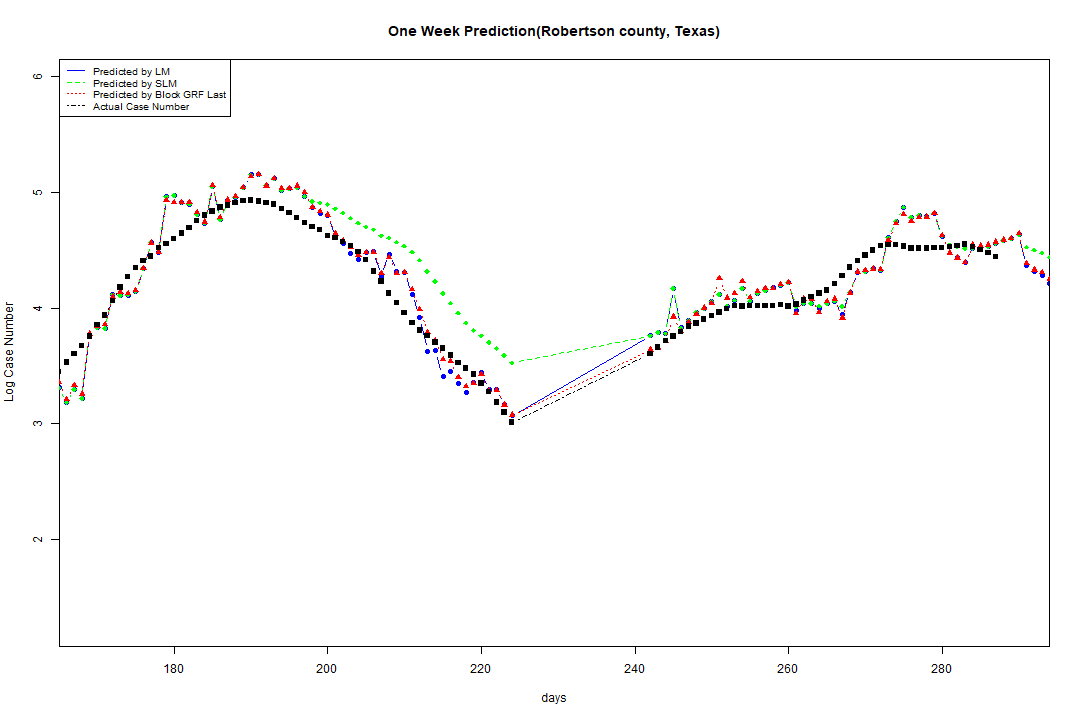 One Week Prediction(Robertson county, Texas)
Predicted by LM
Predicted by SLM
Predicted by Block GRF Last
Actual Case Number
Log Case Number
6
5
4
3
2
180 200 220 240 260 280
days